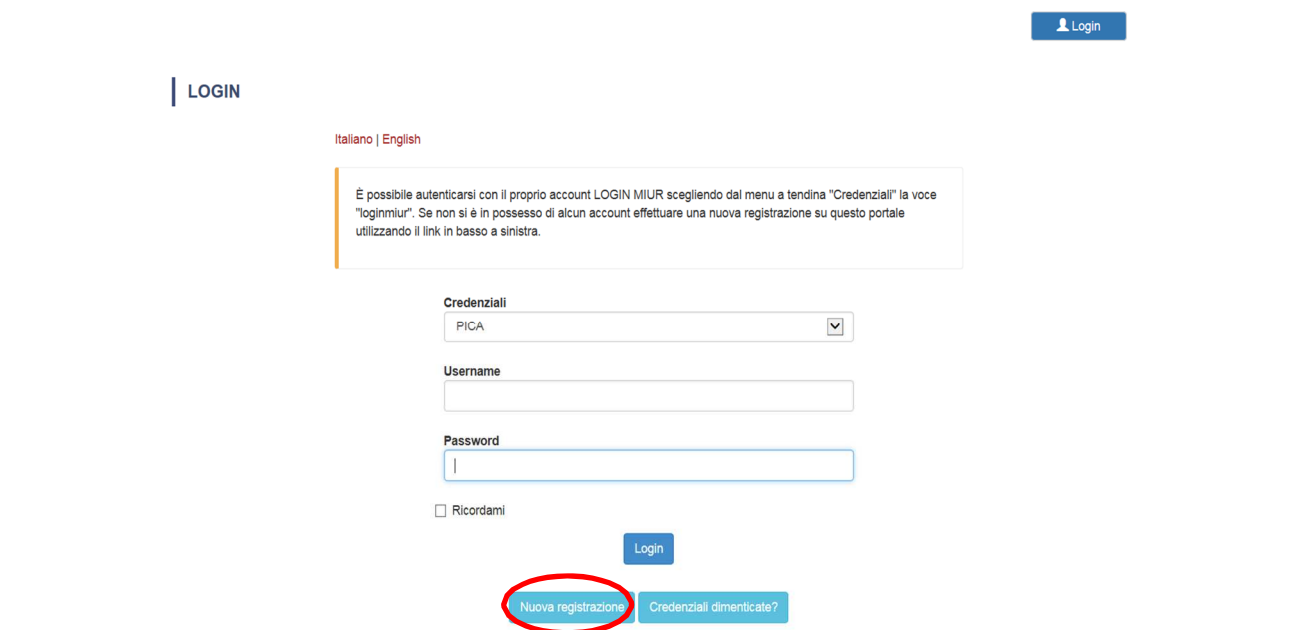 Login
LOGIN
Italiano | English
È possibile autenticarsi con il proprio account LOGIN MIUR scegliendo dal menu a tendina "Credenziali" la voce
"loginmiur". Se non si è in possesso di alcun account effettuare una nuova registrazione su questo portale
utilizzando il link in basso a sinistra.
Credenziali
PICA
Username
Password
Ricordami
Login
Nuova registrazione
Credenziali dimenticate?